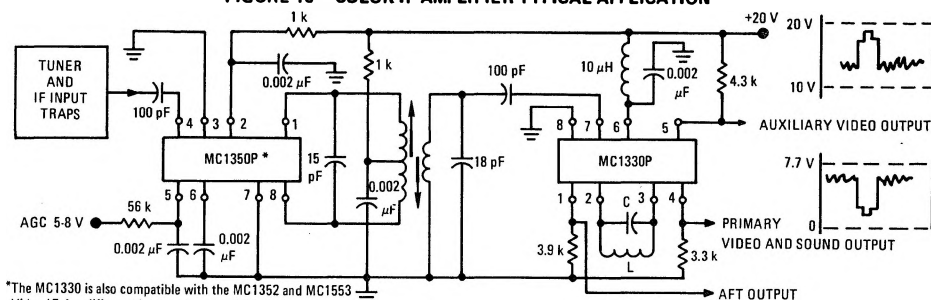 FIGURE 16 COLOR IF AMPLIFIER TYPICAL APPLICATION
1 k
+20 V
20 V
10 V
TUNER
AND
IF INPUT
TRAPS
0.002 µF
1 k
10 µH
0.002
µF
4.3 k
100 pF
100 pF
4 3 2 1
8 7 6 5
AUXILIARY VIDEO OUTPUT
MC1350P *
15
pF
18 pF
MC1330P
7.7 V
0
5 6 7 8
0.002
µF
1 2 3 4
C
L
AGC 5-8 V
56 k
0.002 µF
0.002
µF
3.9 k
3.3 k
PRIMARY
VIDEO AND SOUND OUTPUT
AFT OUTPUT
*The MC1330 is also compatible with the MC1352 and MC1553